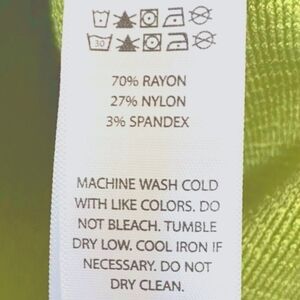 30
70% RAYON
27% NYLON
3% SPANDEX
MACHINE WASH COLD
WITH LIKE COLORS. DO
NOT BLEACH. TUMBLE
DRY LOW. COOL IRON IF
NECESSARY. DO NOT
DRY CLEAN.